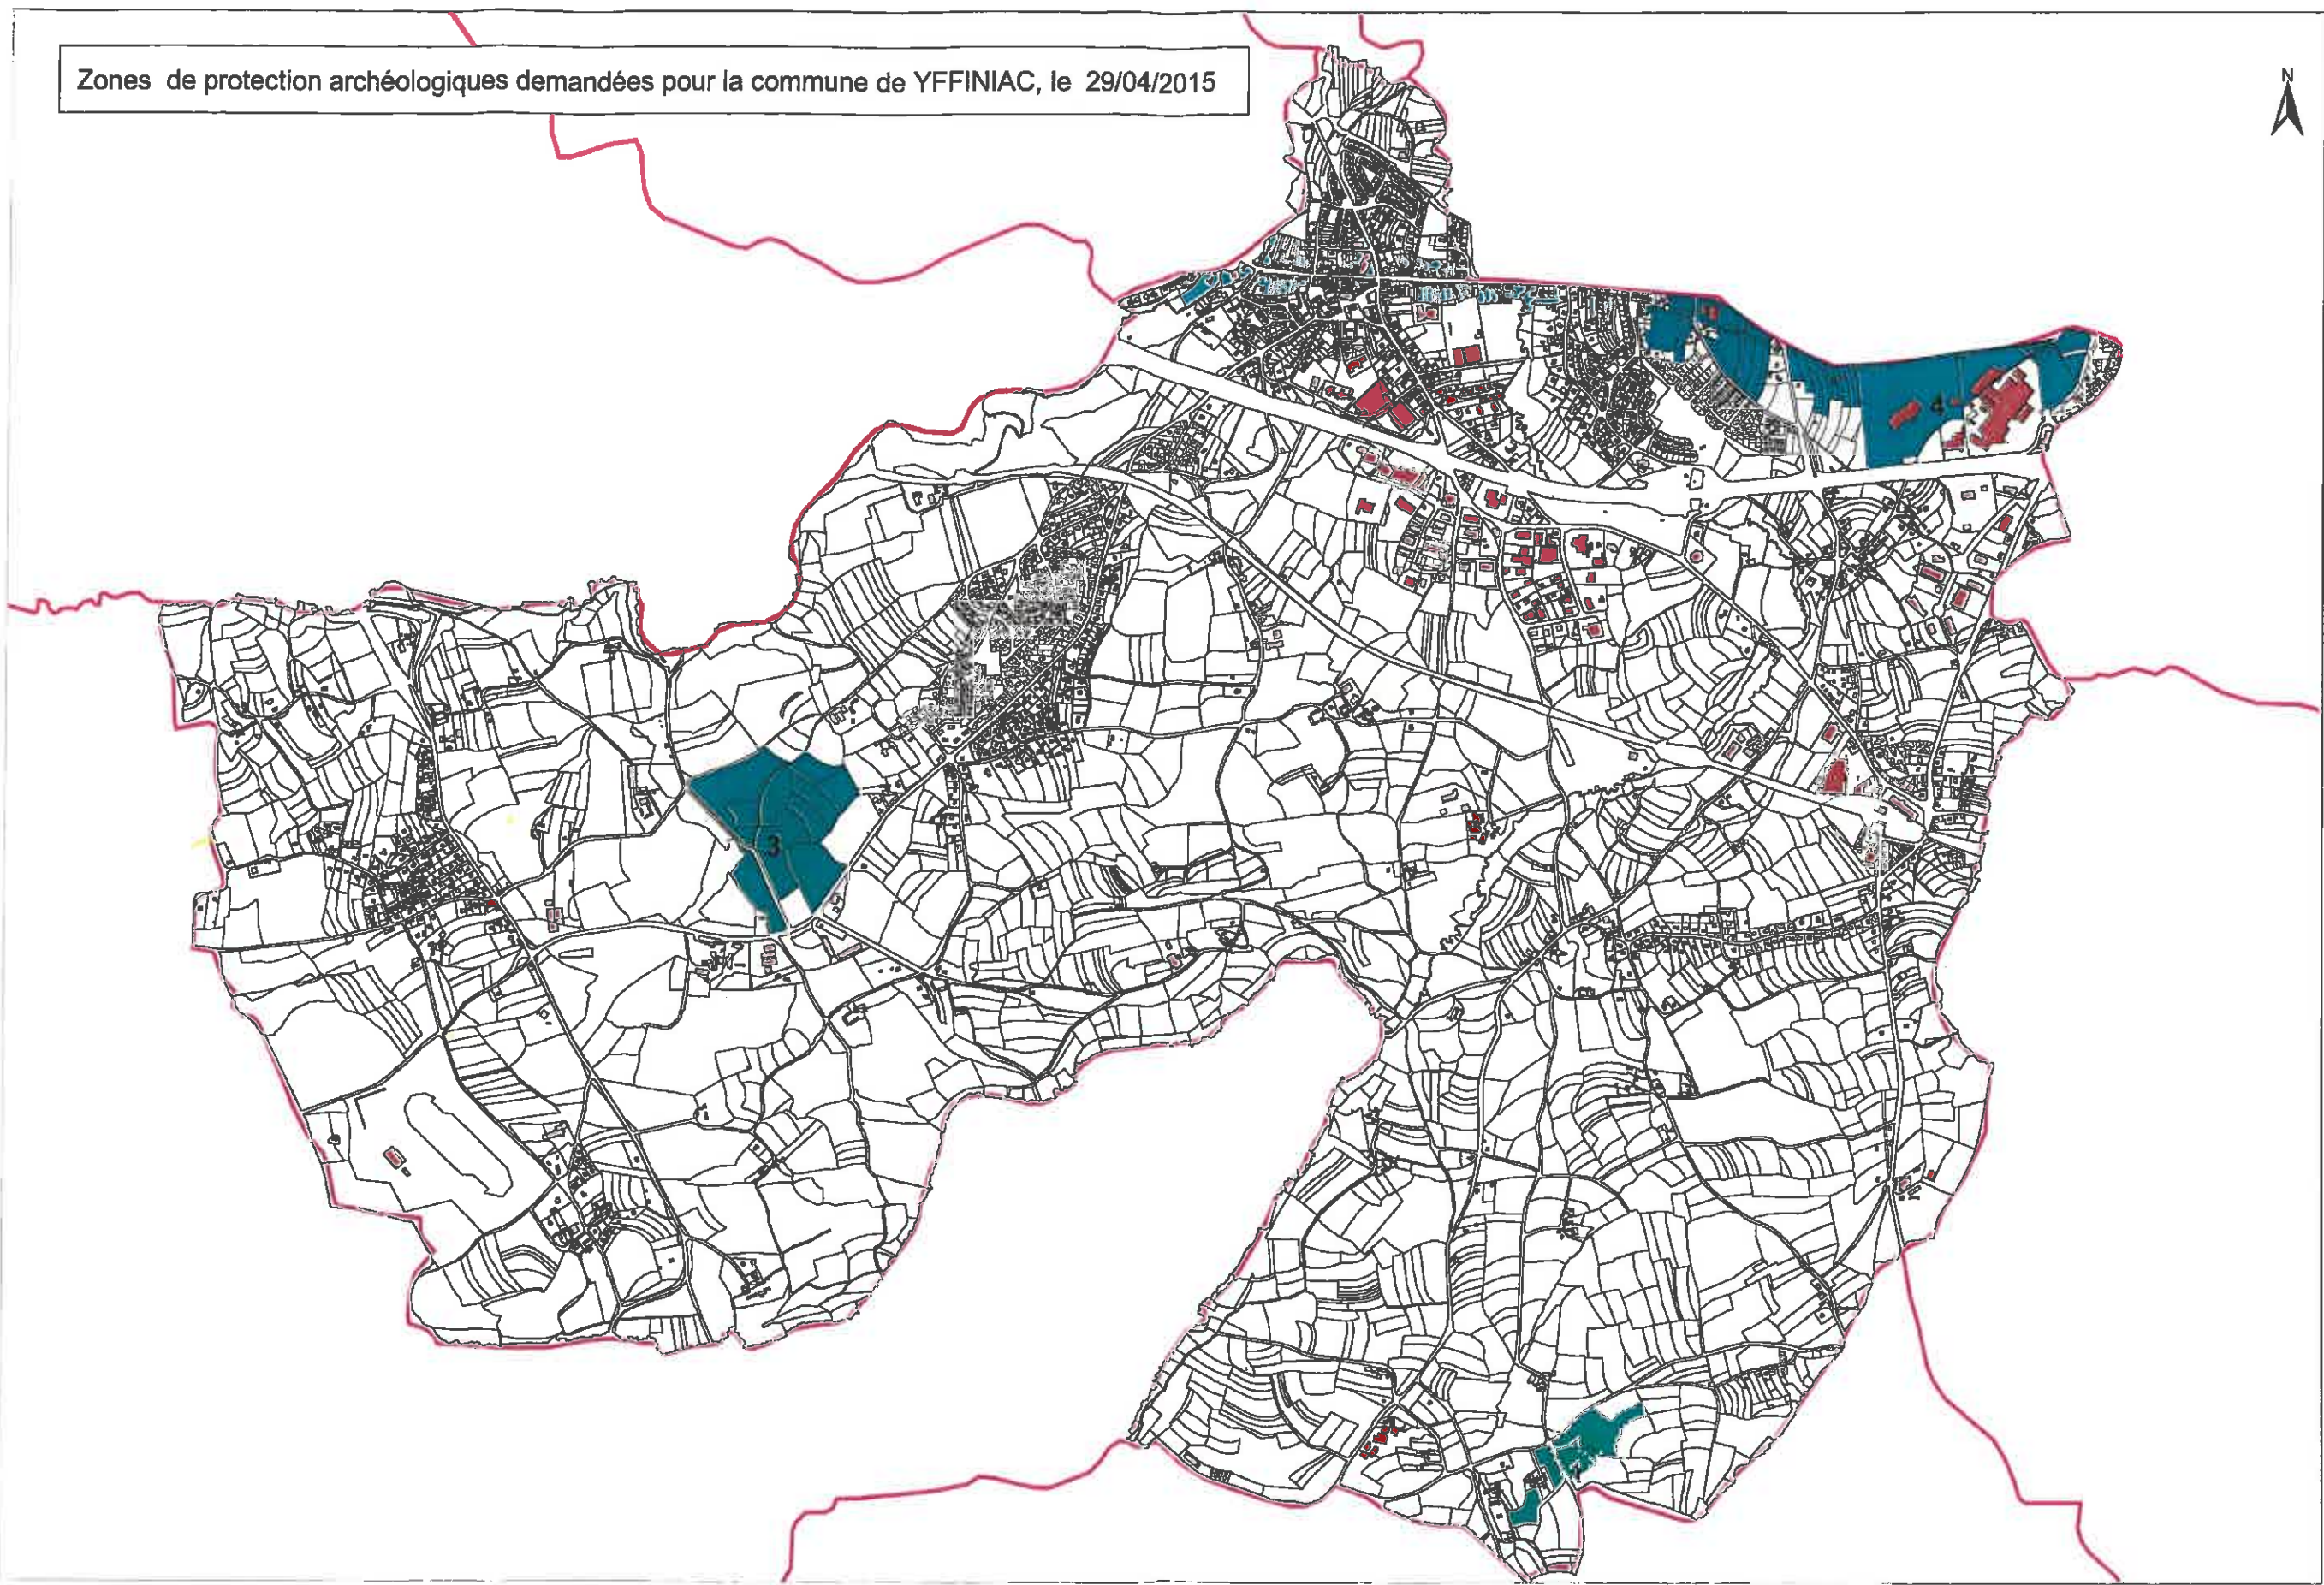 Zones de protection archéologiques demandées pour la commune de YFFINIAC, le 29/04/2015
N
4
3